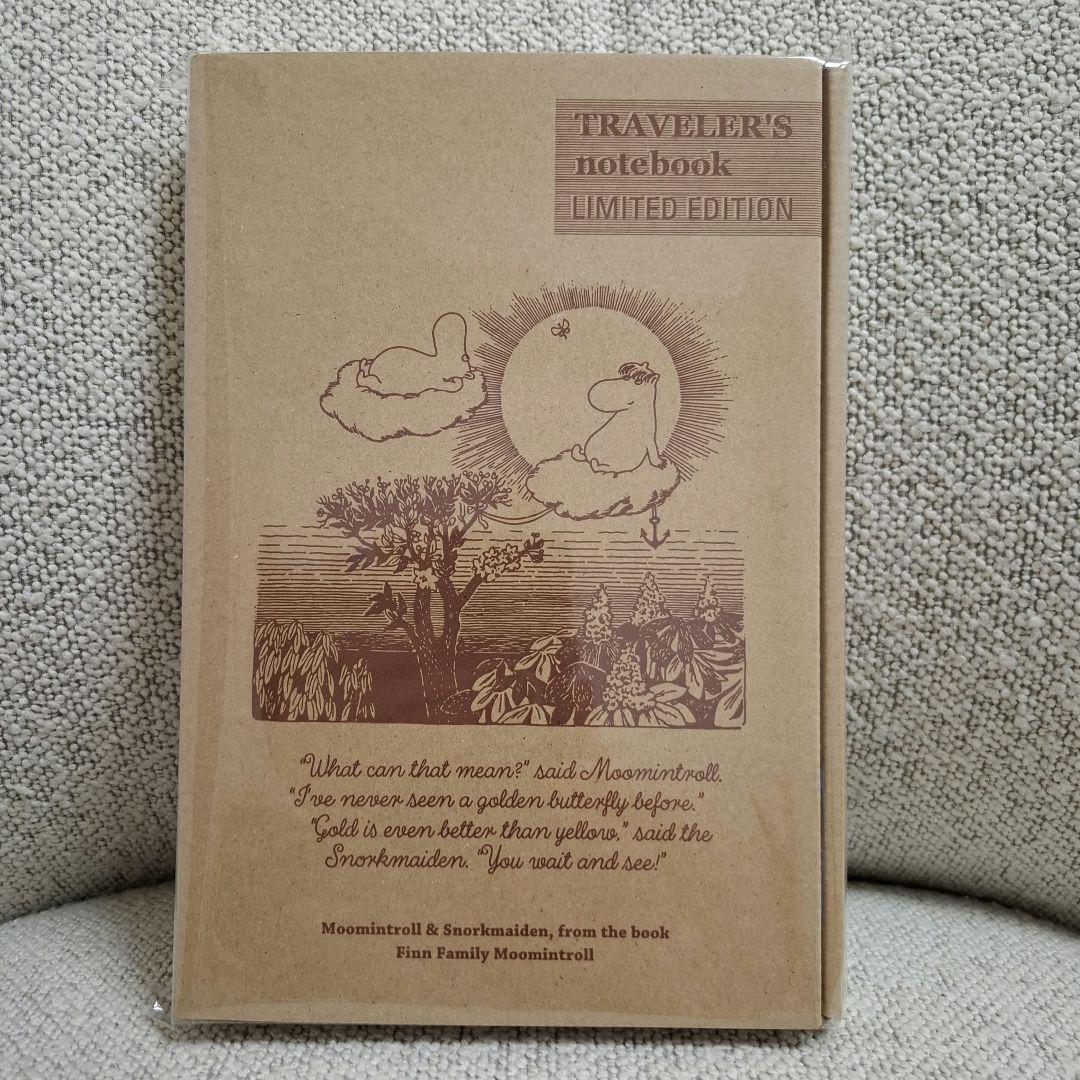 TRAVELER'S
notebook
LIMITED EDITION
"What can that mean?" said Moomintroll.
"I've never seen a golden butterfly before."
"Gold is even better than yellow," said the
Snorkmaiden. "You wait and see!"
Moomintroll & Snorkmaiden, from the book
Finn Family Moomintroll